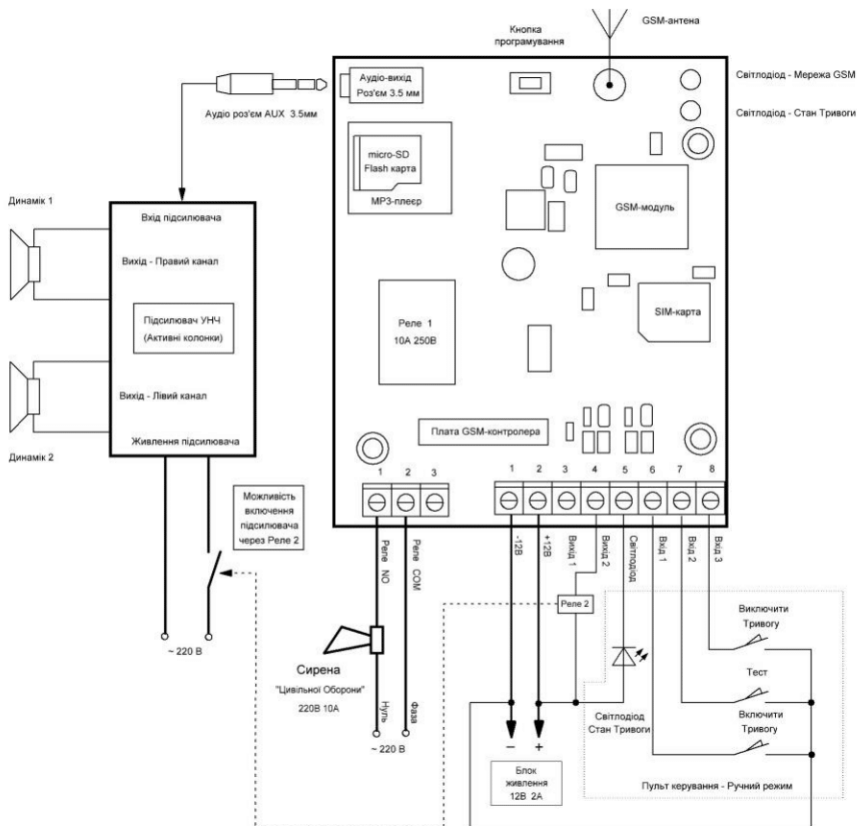 Кнопка
програмування
GSM-антена
Світлодіод - Мережа GSM
Світлодіод - Стан Тривоги
Аудіо-вихід
Роз'єм 3.5 мм
Аудіо роз'єм AUX 3.5мм
micro-SD
Flash карта
MP3-плеєр
GSM-модуль
SIM-карта
Реле 1
10А 250В
Плата GSM-контролера
Динамік 1
Вхід підсилювача
Вихід - Правий канал
Підсилювач УНЧ
(Активні колонки)
Вихід - Лівий канал
Живлення підсилювача
Динамік 2
Можливість
включення
підсилювача
через Реле 2
~ 220 В
1 2 3
Реле NO
Реле COM
Сирена
"Цивільної Оборони"
220В 10А
Нуль
Фаза
~ 220 В
1 2 3 4 5 6 7 8
-12В
+12В
Вихід 1
Вихід 2
Світлодіод
Вхід 1
Вхід 2
Вхід 3
Реле 2
Світлодіод
Стан Тривоги
Виключити
Тривогу
Тест
Включити
Тривогу
Пульт керування - Ручний режим
– +
Блок
живлення
12В 2А